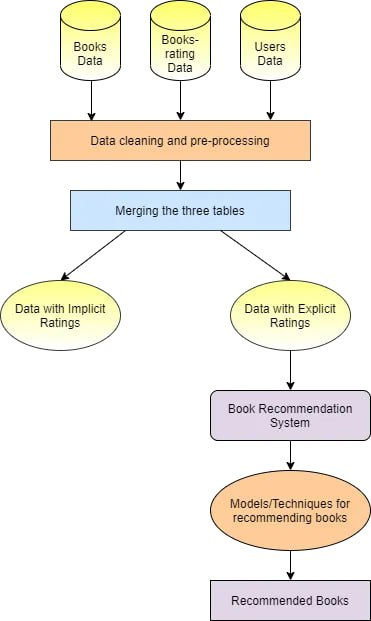 Books
Data
Books-
rating
Data
Users
Data
Data cleaning and pre-processing
Merging the three tables
Data with Implicit
Ratings
Data with Explicit
Ratings
Book Recommendation
System
Models/Techniques for
recommending books
Recommended Books